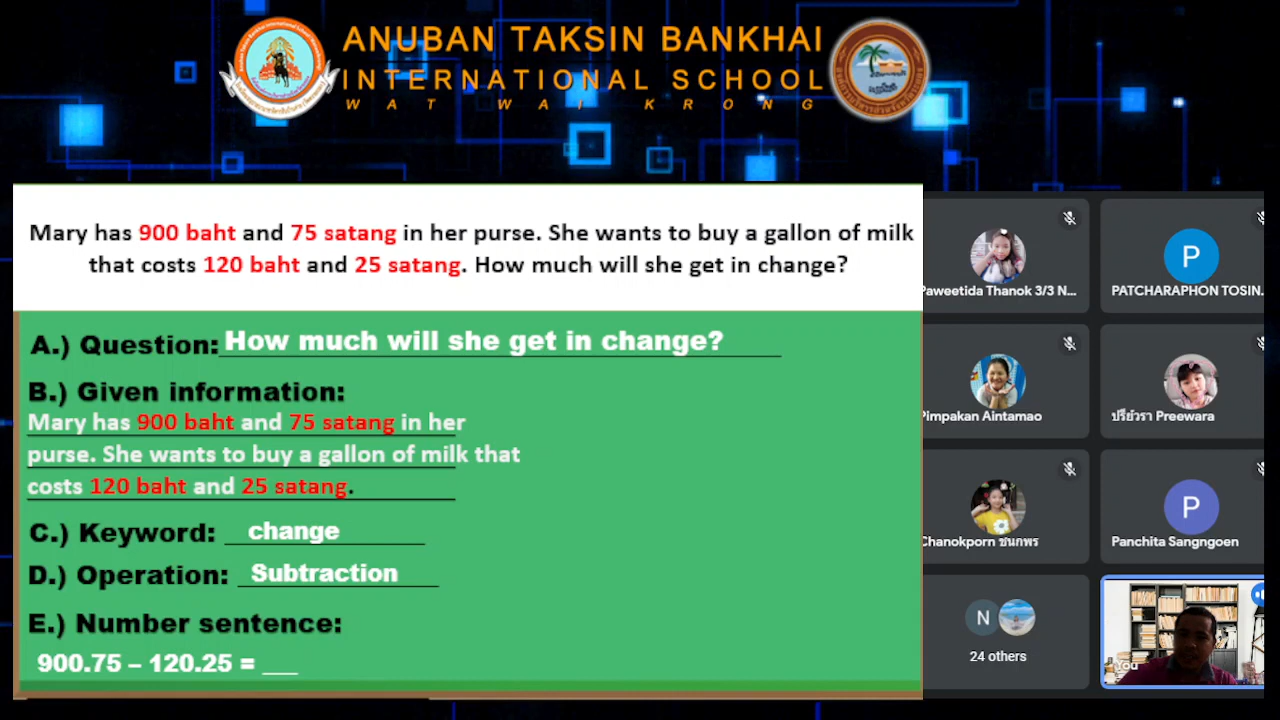 ANUBAN TAKSIN BANKHAI
INTERNATIONAL SCHOOL
WAT WAI KRONG
Mary has 900 baht and 75 satang in her purse. She wants to buy a gallon of milk
that costs 120 baht and 25 satang. How much will she get in change?
A.) Question: How much will she get in change?
B.) Given information:
Mary has 900 baht and 75 satang in her
purse. She wants to buy a gallon of milk that
costs 120 baht and 25 satang.
C.) Keyword: change
D.) Operation: Subtraction
E.) Number sentence:
900.75 – 120.25 = __
Paweetida Thanok 3/3 N...
P
PATCHARAPHON TOSIN...
Pimpakan Aintamao
ปรียวรา Preewara
Chanokporn ชนกพร
P
Panchita Sangngoen
N
24 others
You